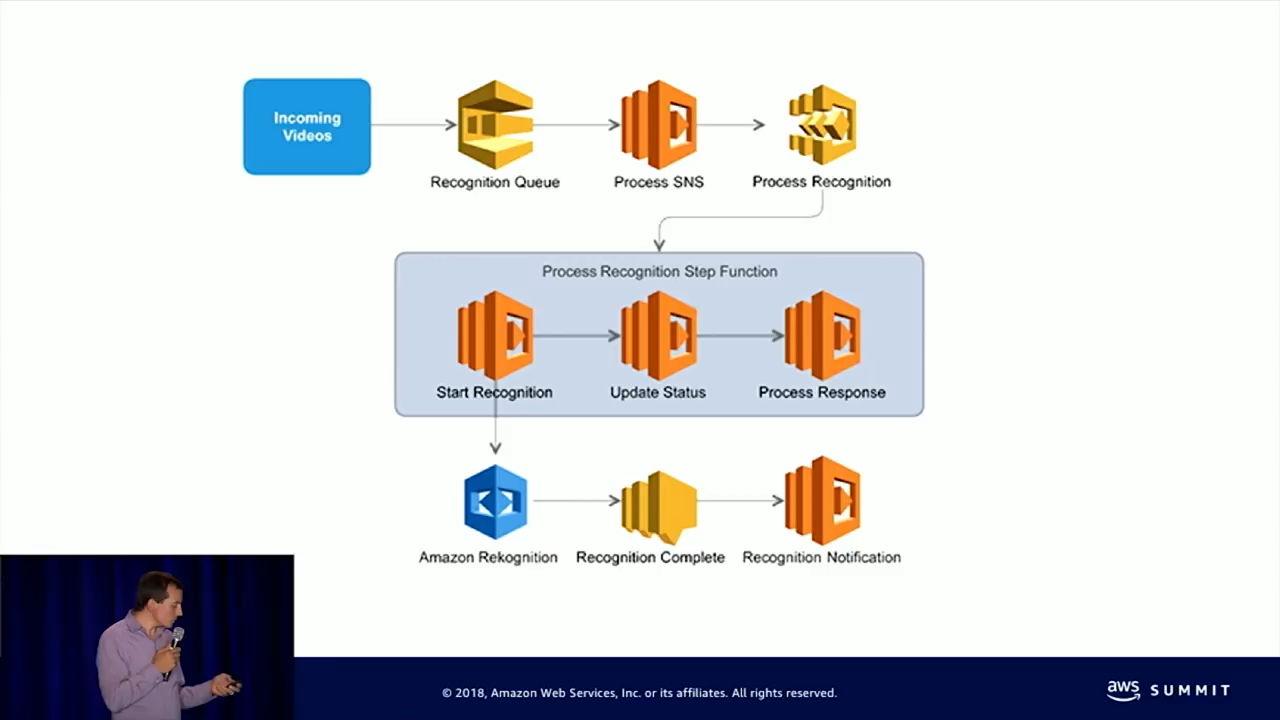 Incoming
Videos
Recognition Queue
Process SNS
Process Recognition
Process Recognition Step Function
Start Recognition
Update Status
Process Response
Amazon Rekognition
Recognition Complete
Recognition Notification
© 2018, Amazon Web Services, Inc. or its affiliates. All rights reserved.
aws SUMMIT